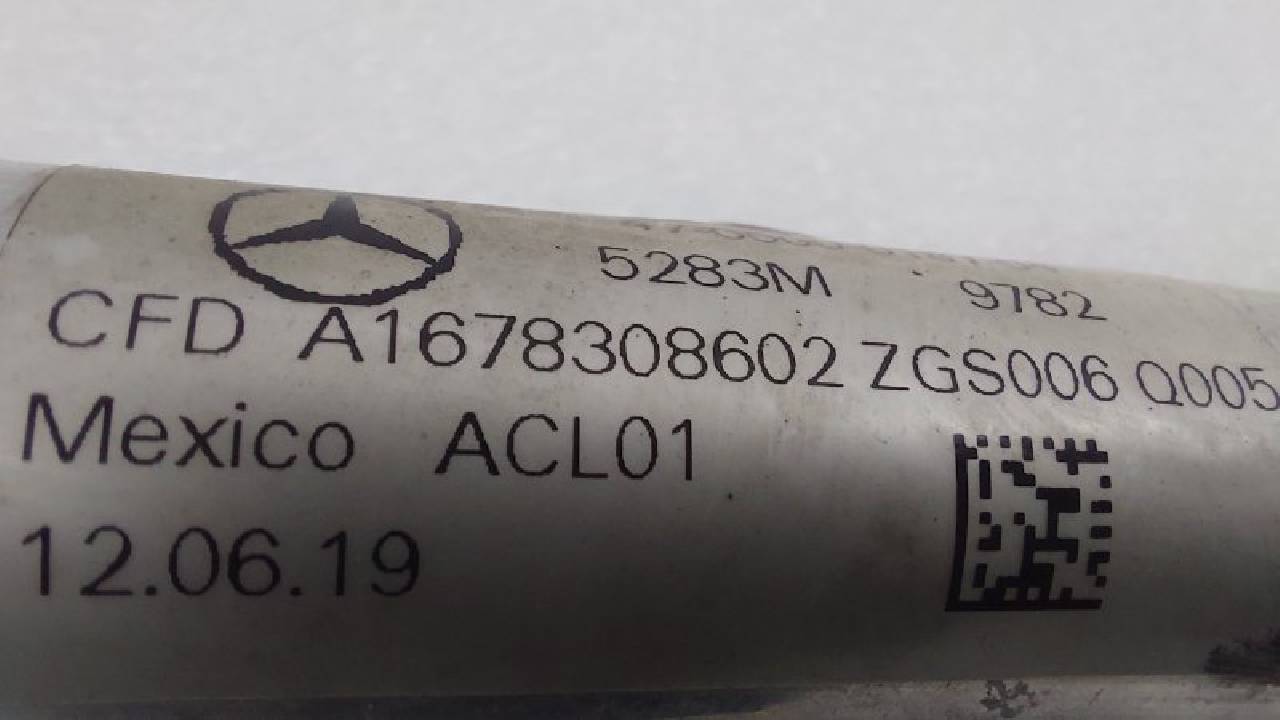 5283M 9782
CFD A1678308602 ZGS006 Q005
Mexico ACL01
12.06.19